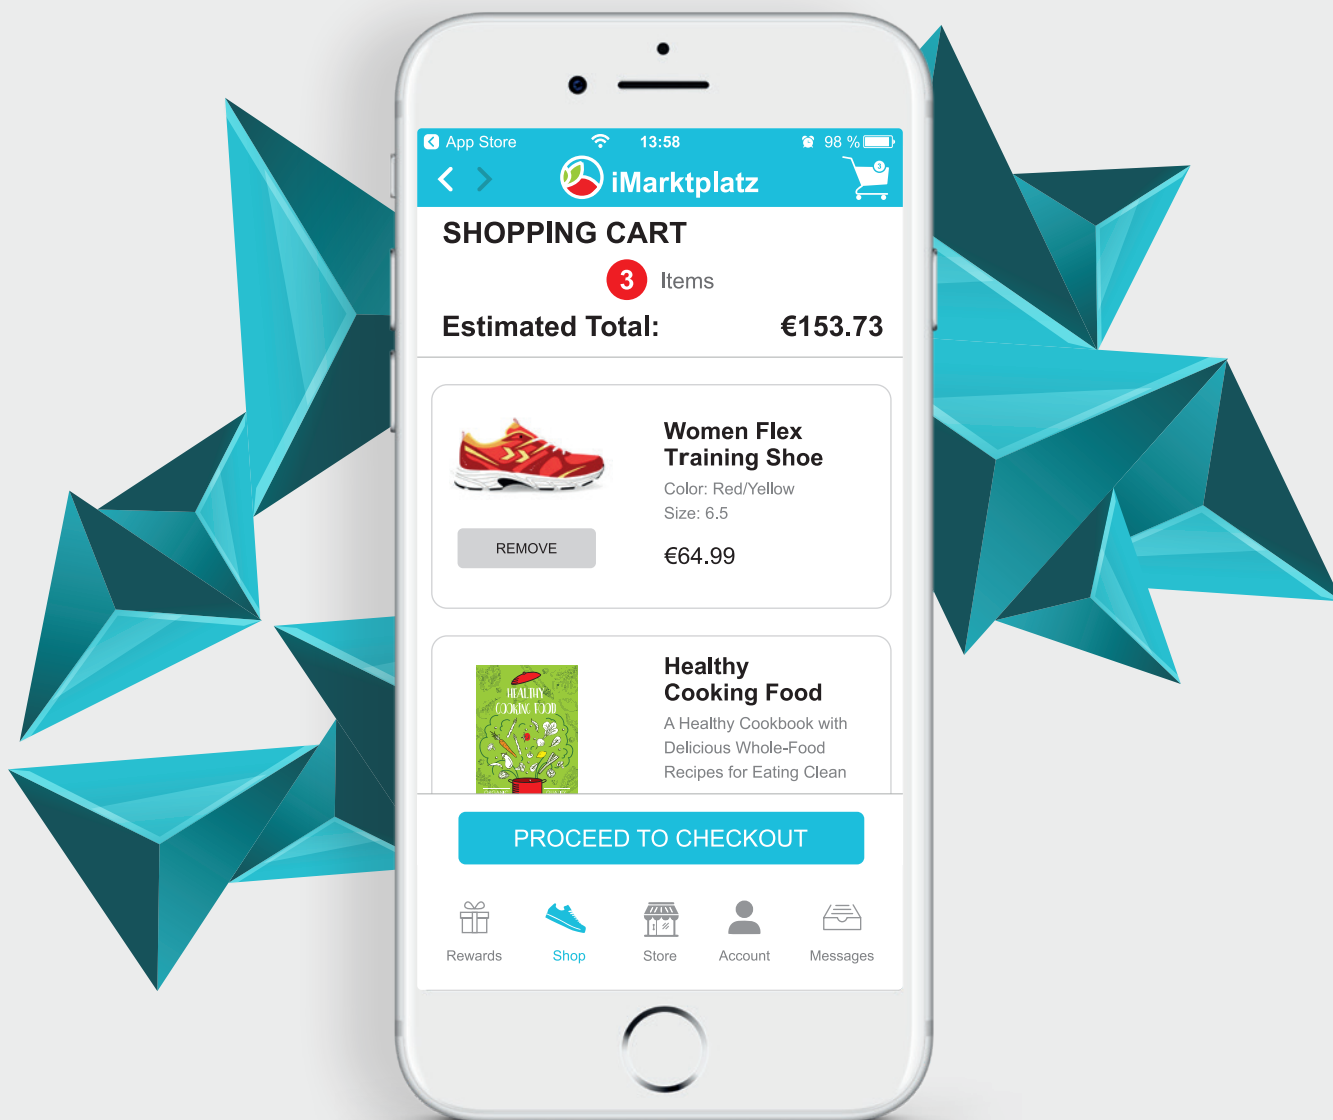 App Store
13:58
98 %
iMarktplatz
3
SHOPPING CART
3 Items
Estimated Total: €153.73
Women Flex
Training Shoe
Color: Red/Yellow
Size: 6.5
REMOVE
€64.99
Healthy
Cooking Food
A Healthy Cookbook with
Delicious Whole-Food
Recipes for Eating Clean
HEALTHY
COOKING FOOD
PROCEED TO CHECKOUT
Rewards
Shop
Store
Account
Messages